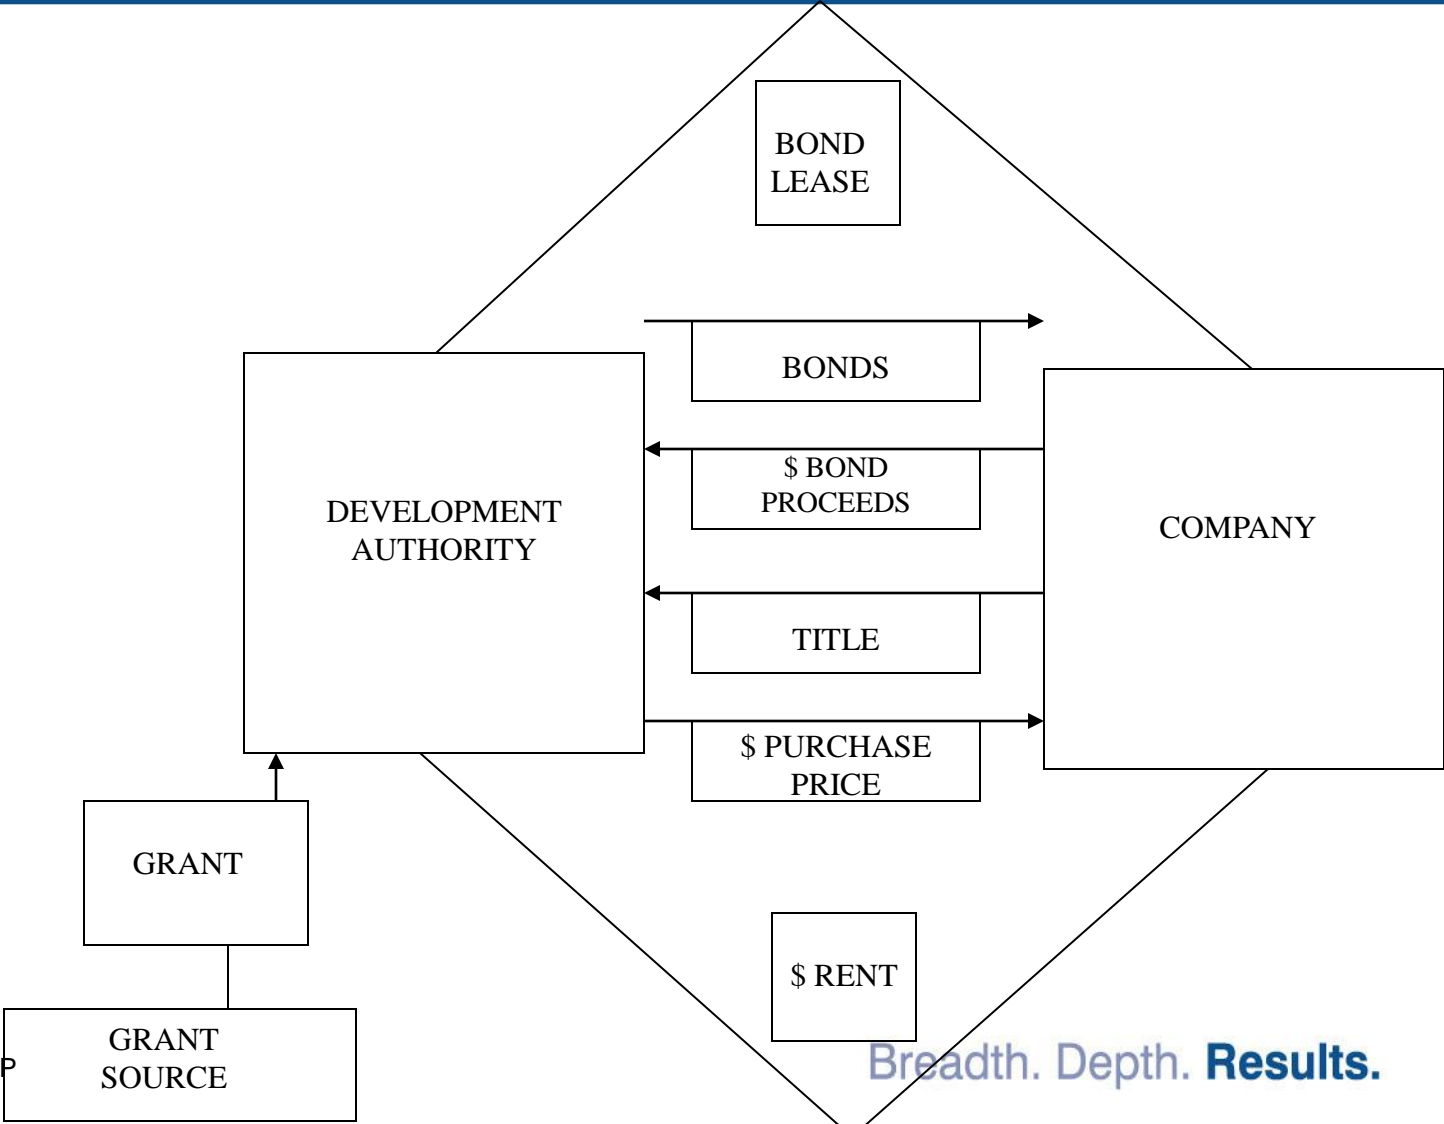 BOND
LEASE
BONDS
$ BOND
PROCEEDS
DEVELOPMENT
AUTHORITY
COMPANY
TITLE
$ PURCHASE
PRICE
GRANT
$ RENT
GRANT
SOURCE
P
Breadth. Depth. Results.